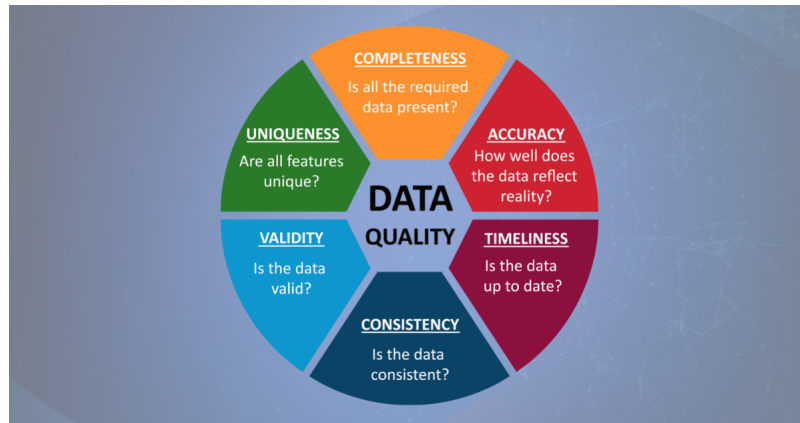 COMPLETENESS
Is all the required
data present?
UNIQUENESS
Are all features
unique?
ACCURACY
How well does
the data reflect
reality?
DATA
QUALITY
VALIDITY
Is the data
valid?
TIMELINESS
Is the data
up to date?
CONSISTENCY
Is the data
consistent?